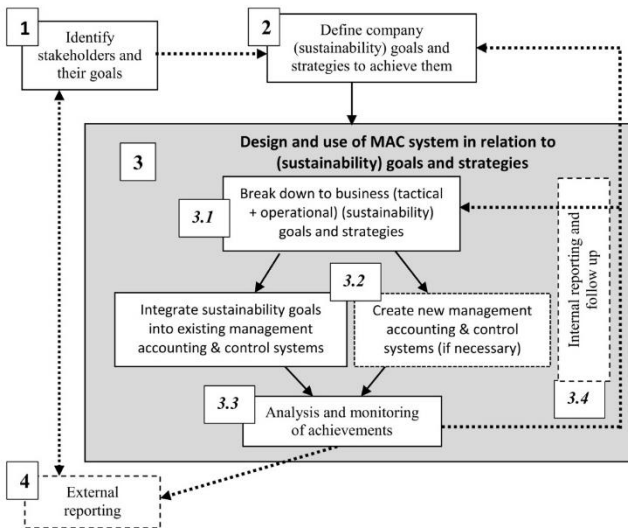 1
Identify
stakeholders and
their goals
2
Define company
(sustainability) goals and
strategies to achieve them
3
Design and use of MAC system in relation to
(sustainability) goals and strategies
3.1
Break down to business (tactical
+ operational) (sustainability)
goals and strategies
3.2
Integrate sustainability goals
into existing management
accounting & control systems
Create new management
accounting & control
systems (if necessary)
3.3
Analysis and monitoring
of achievements
Internal reporting and
follow up
3.4
4
External
reporting